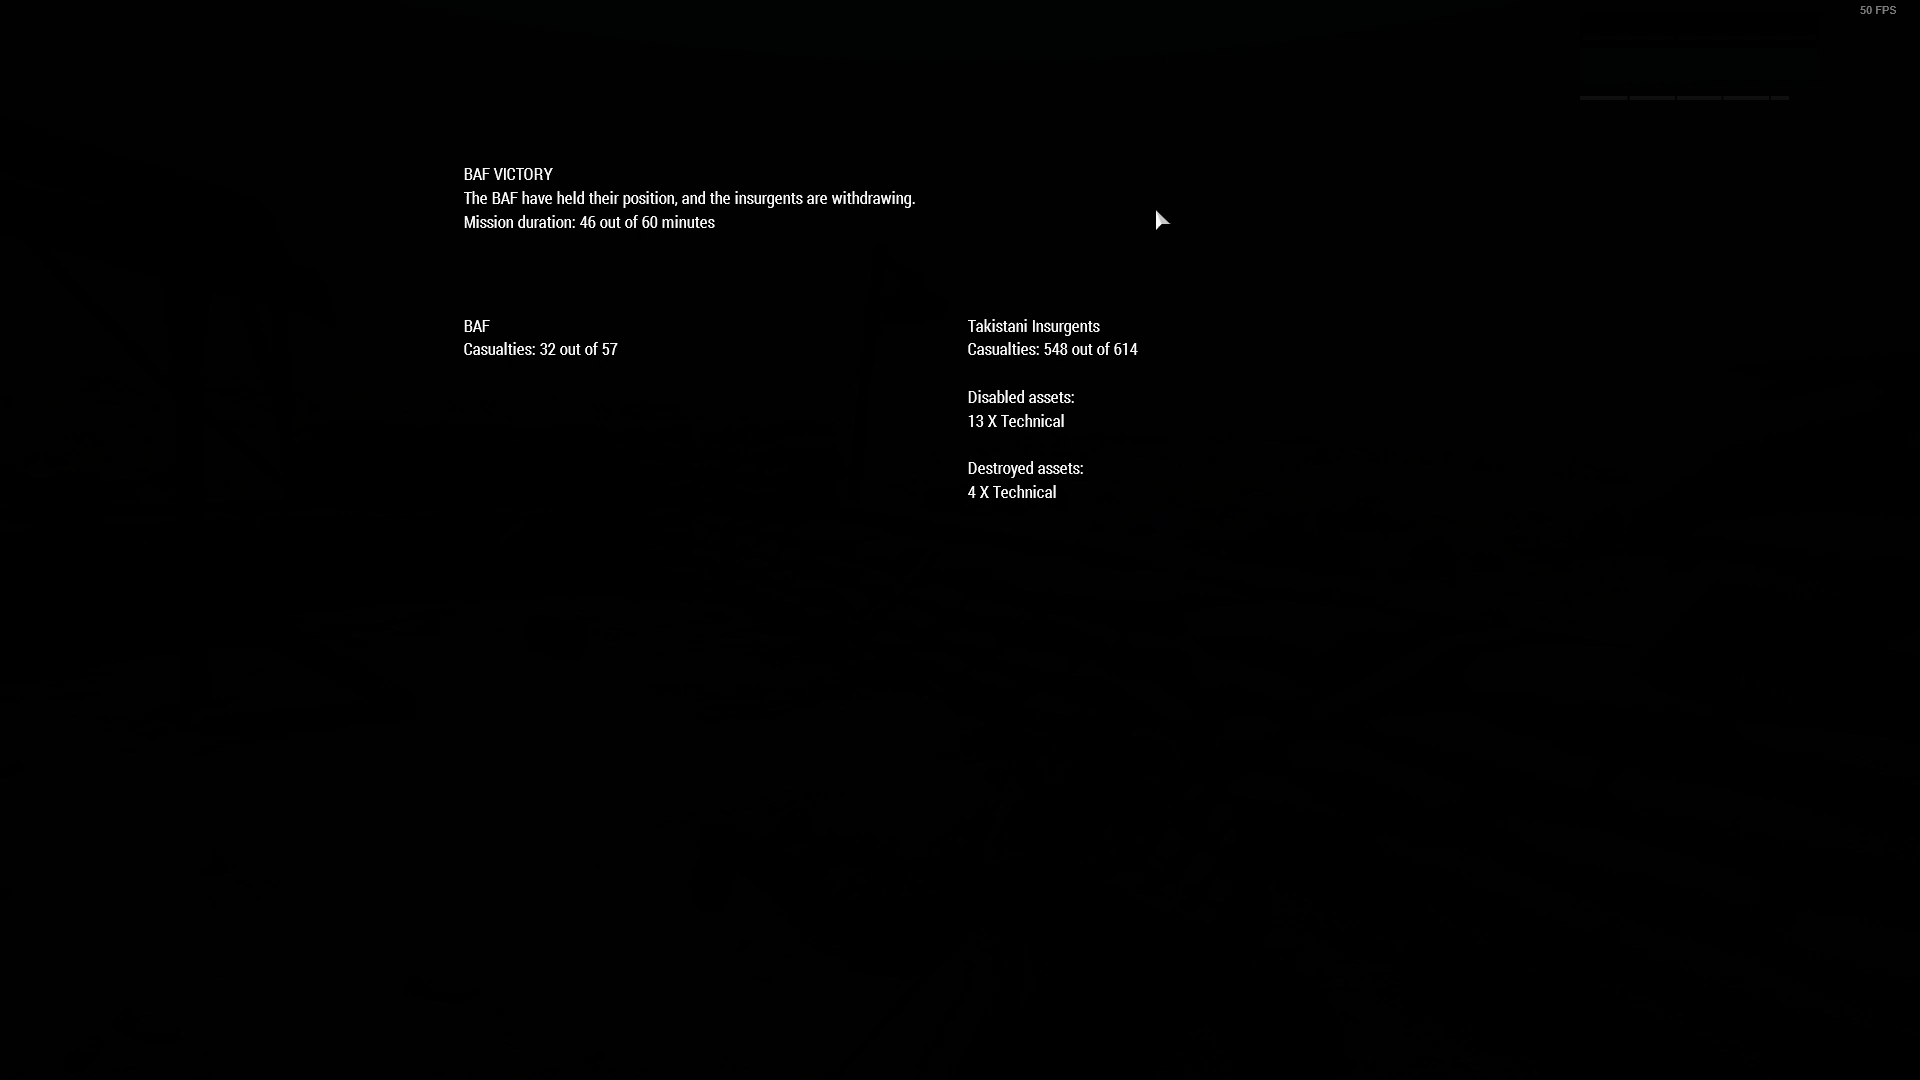 50 FPS
BAF VICTORY
The BAF have held their position, and the insurgents are withdrawing.
Mission duration: 46 out of 60 minutes
BAF
Casualties: 32 out of 57
Takistani Insurgents
Casualties: 548 out of 614
Disabled assets:
13 X Technical
Destroyed assets:
4 X Technical